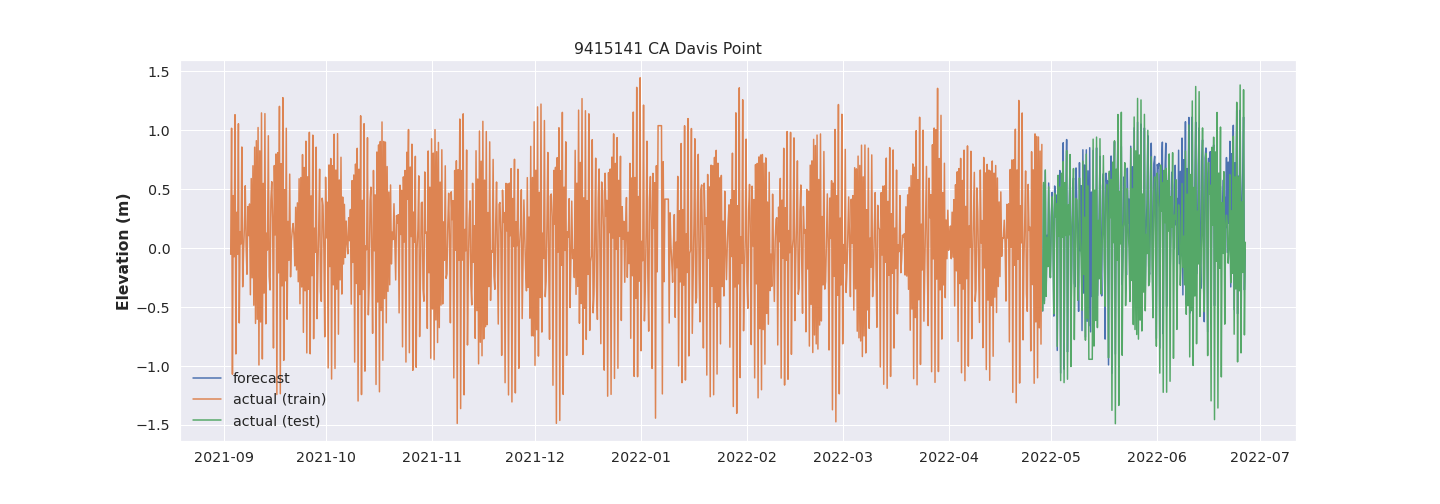 9415141 CA Davis Point
1.5
1.0
0.5
0.0
−0.5
−1.0
−1.5
Elevation (m)
forecast
actual (train)
actual (test)
2021-09 2021-10 2021-11 2021-12 2022-01 2022-02 2022-03 2022-04 2022-05 2022-06 2022-07